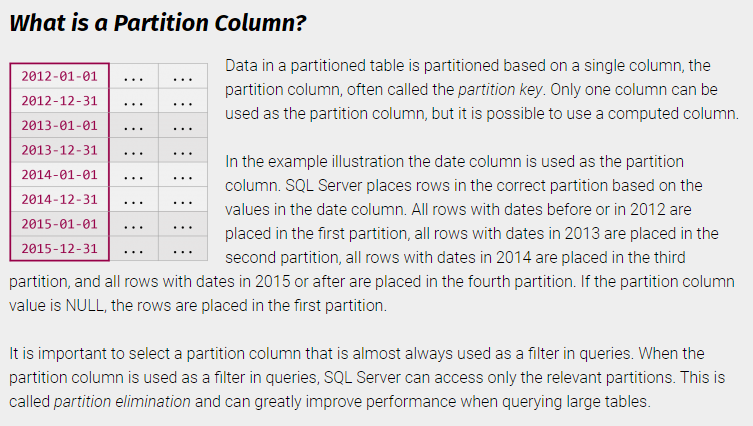 What is a Partition Column?
2012-01-01 ... ...
2012-12-31 ... ...
2013-01-01 ... ...
2013-12-31 ... ...
2014-01-01 ... ...
2014-12-31 ... ...
2015-01-01 ... ...
2015-12-31 ... ...
Data in a partitioned table is partitioned based on a single column, the
partition column, often called the partition key. Only one column can be
used as the partition column, but it is possible to use a computed column.
In the example illustration the date column is used as the partition
column. SQL Server places rows in the correct partition based on the
values in the date column. All rows with dates before or in 2012 are
placed in the first partition, all rows with dates in 2013 are placed in the
second partition, all rows with dates in 2014 are placed in the third
partition, and all rows with dates in 2015 or after are placed in the fourth partition. If the partition column
value is NULL, the rows are placed in the first partition.
It is important to select a partition column that is almost always used as a filter in queries. When the
partition column is used as a filter in queries, SQL Server can access only the relevant partitions. This is
called partition elimination and can greatly improve performance when querying large tables.